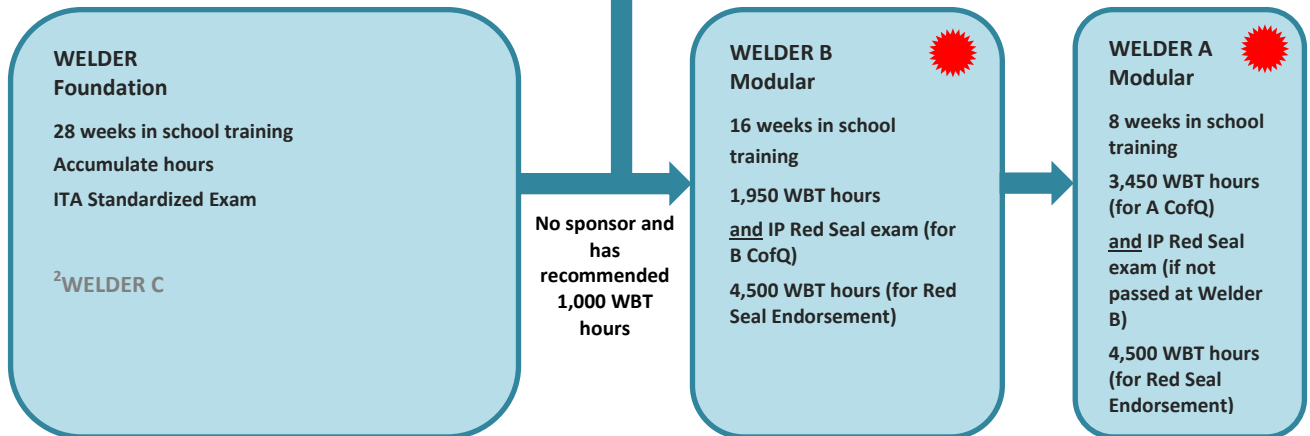 WELDER
Foundation
28 weeks in school training
Accumulate hours
ITA Standardized Exam
²WELDER C
No sponsor and
has
recommended
1,000 WBT
hours
WELDER B
Modular
16 weeks in school
training
1,950 WBT hours
and IP Red Seal exam (for
B CofQ)
4,500 WBT hours (for Red
Seal Endorsement)
WELDER A
Modular
8 weeks in school
training
3,450 WBT hours
(for A CofQ)
and IP Red Seal
exam (if not
passed at Welder
B)
4,500 WBT hours
(for Red Seal
Endorsement)